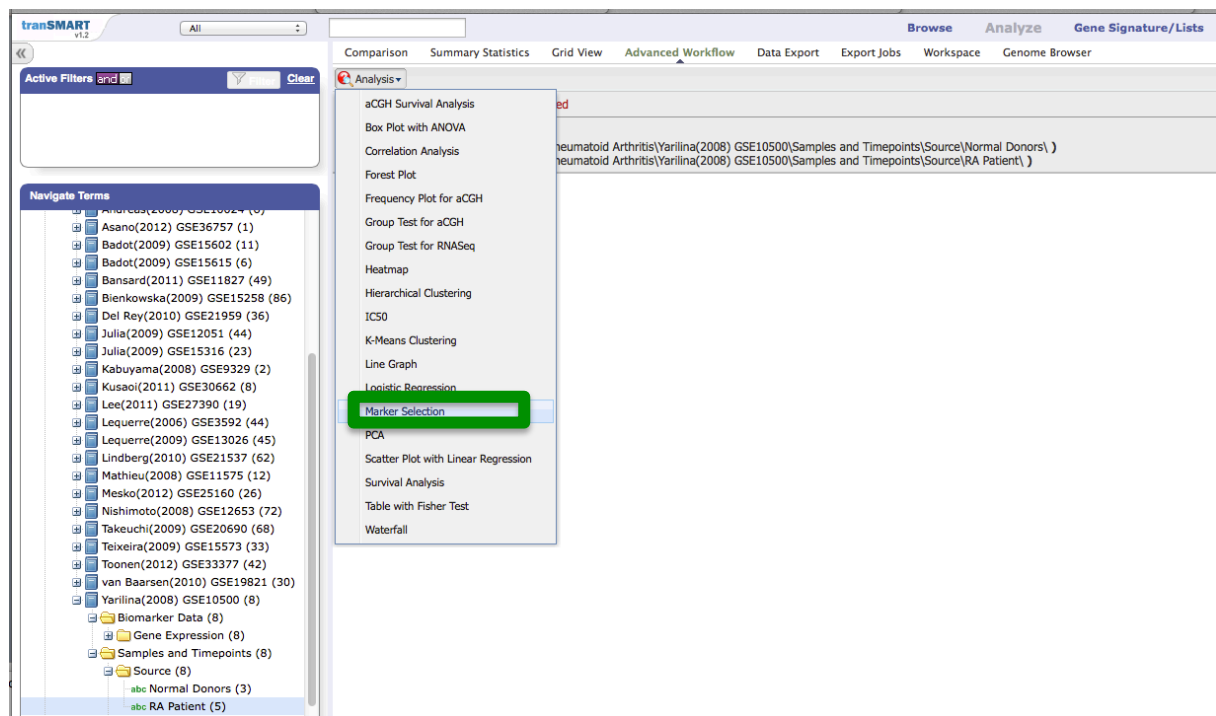 tranSMART
v1.2
All
Browse Analyze Gene Signature/Lists
Comparison Summary Statistics Grid View Advanced Workflow Data Export Export Jobs Workspace Genome Browser
Active Filters and or Filter Clear
Analysis
aCGH Survival Analysis
ed
Box Plot with ANOVA
Correlation Analysis
Forest Plot
Frequency Plot for aCGH
Group Test for aCGH
Group Test for RNASeq
Heatmap
Hierarchical Clustering
IC50
K-Means Clustering
Line Graph
Logistic Regression
Marker Selection
PCA
Scatter Plot with Linear Regression
Survival Analysis
Table with Fisher Test
Waterfall
heumatoid Arthritis\Yarilina(2008) GSE10500\Samples and Timepoints\Source\Normal Donors\ )
heumatoid Arthritis\Yarilina(2008) GSE10500\Samples and Timepoints\Source\RA Patient\ )
Navigate Terms
Asano(2012) GSE36757 (1)
Badot(2009) GSE15602 (11)
Badot(2009) GSE15615 (6)
Bansard(2011) GSE11827 (49)
Bienkowska(2009) GSE15258 (86)
Del Rey(2010) GSE21959 (36)
Julia(2009) GSE12051 (44)
Julia(2009) GSE15316 (23)
Kabuyama(2008) GSE9329 (2)
Kusaoi(2011) GSE30662 (8)
Lee(2011) GSE27390 (19)
Lequerre(2006) GSE3592 (44)
Lequerre(2009) GSE13026 (45)
Lindberg(2010) GSE21537 (62)
Mathieu(2008) GSE11575 (12)
Mesko(2012) GSE25160 (26)
Nishimoto(2008) GSE12653 (72)
Takeuchi(2009) GSE20690 (68)
Teixeira(2009) GSE15573 (33)
Toonen(2012) GSE33377 (42)
van Baarsen(2010) GSE19821 (30)
Yarilina(2008) GSE10500 (8)
Biomarker Data (8)
Gene Expression (8)
Samples and Timepoints (8)
Source (8)
abc Normal Donors (3)
abc RA Patient (5)